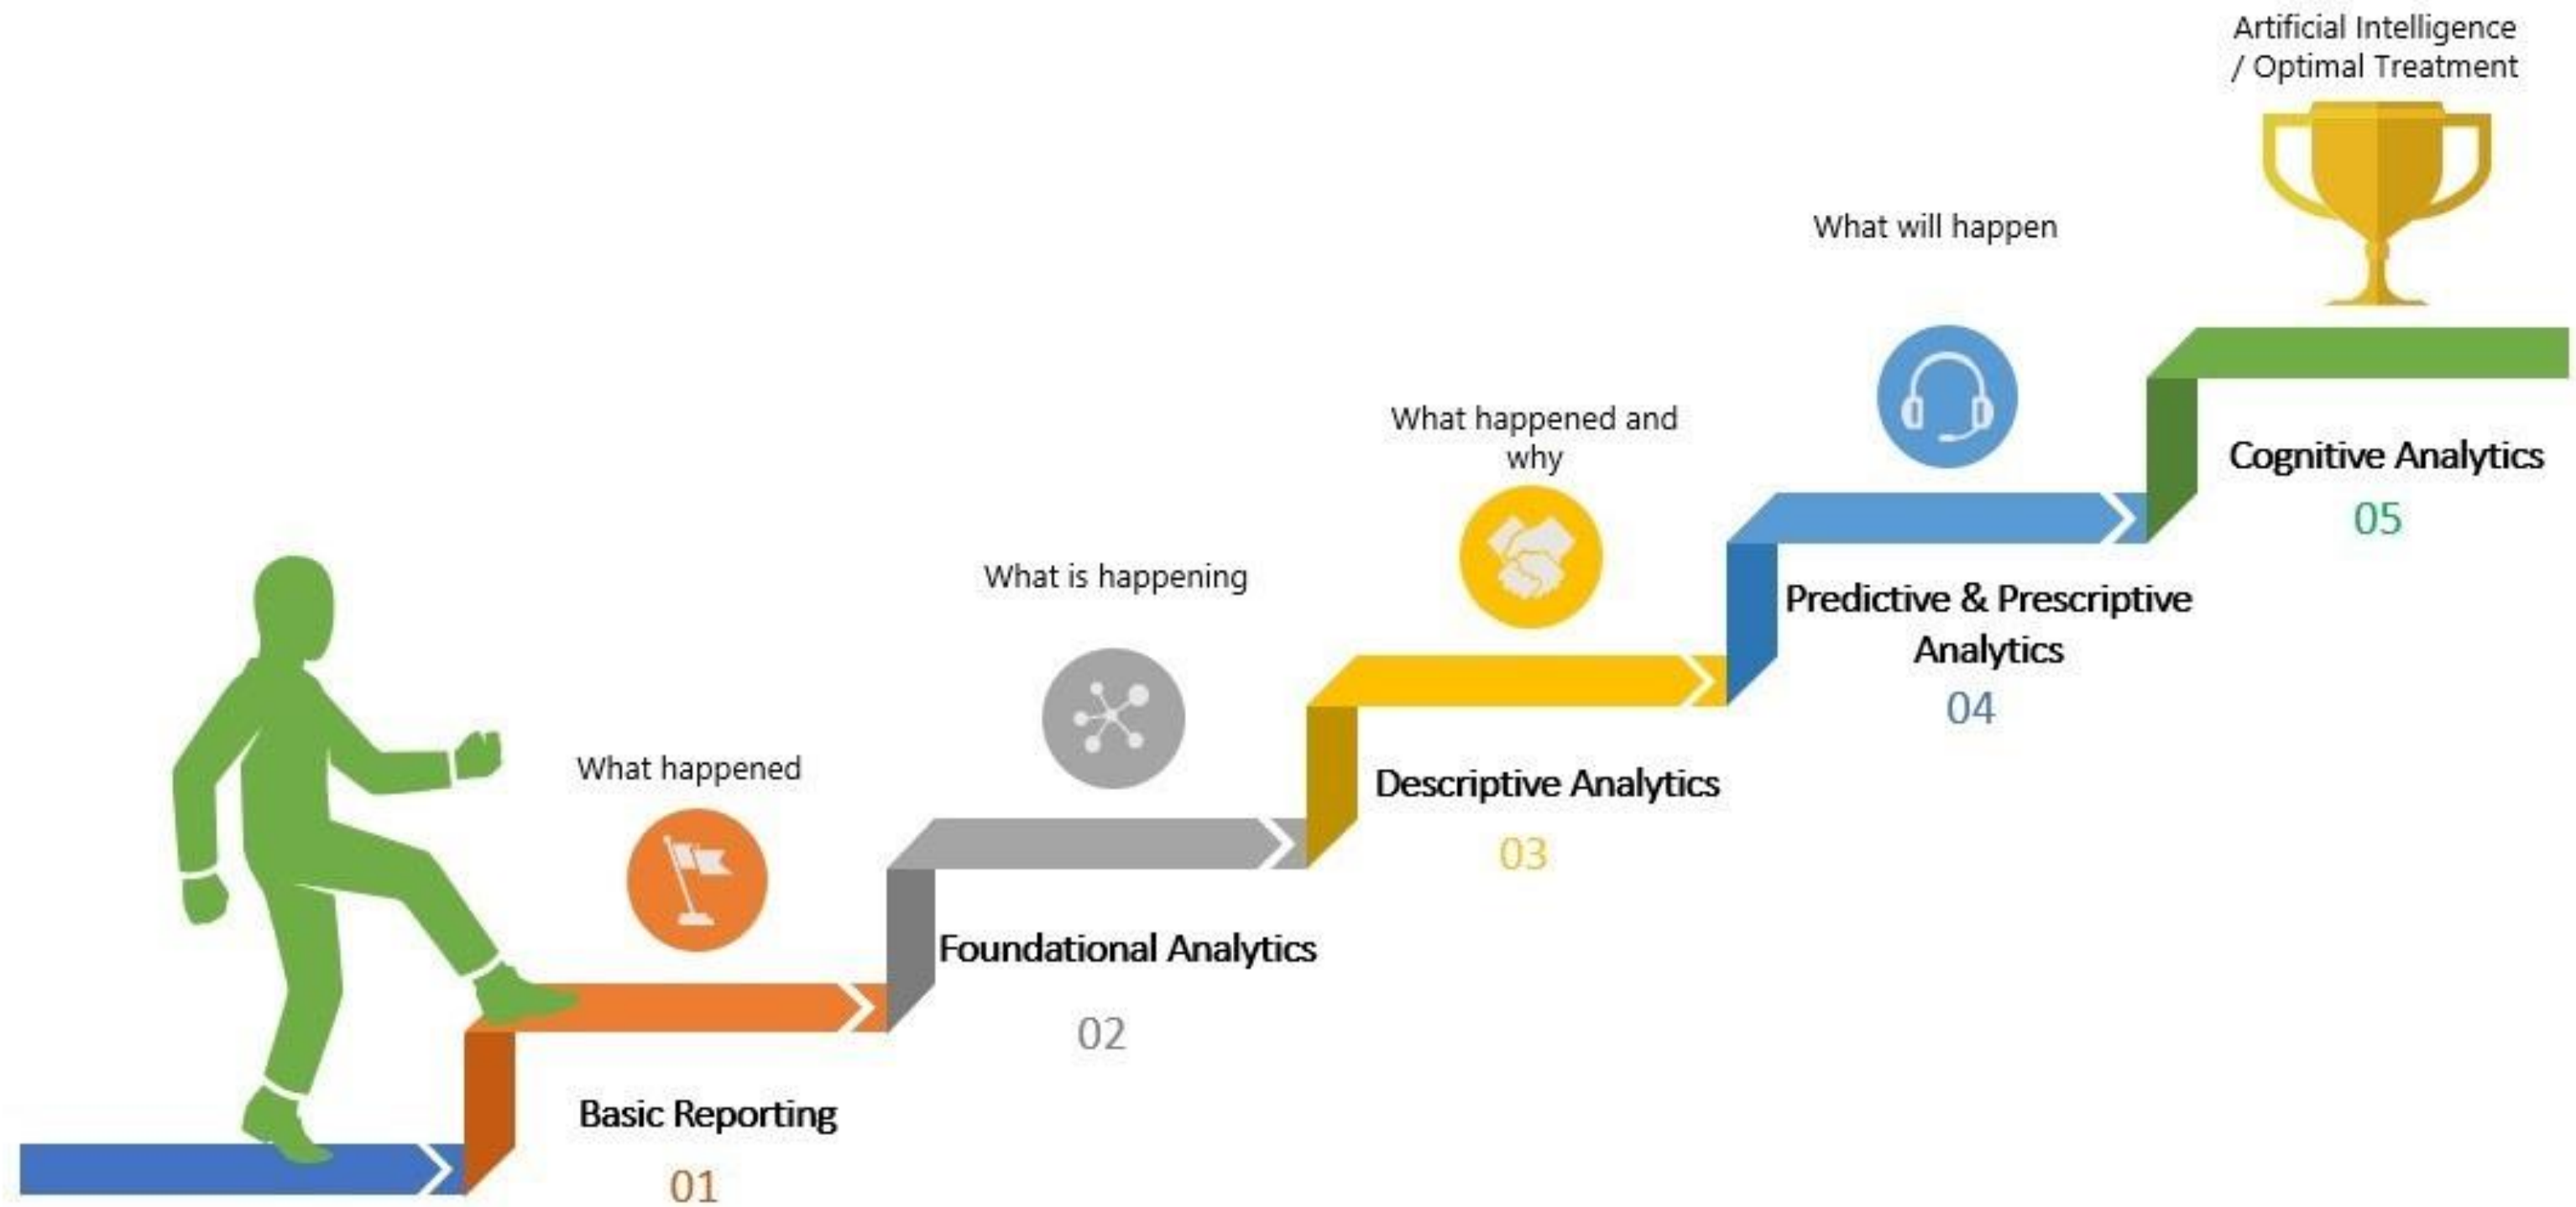 What happened
Basic Reporting
01
What is happening
Foundational Analytics
02
What happened and
why
Descriptive Analytics
03
What will happen
Predictive & Prescriptive
Analytics
04
Artificial Intelligence
/ Optimal Treatment
Cognitive Analytics
05